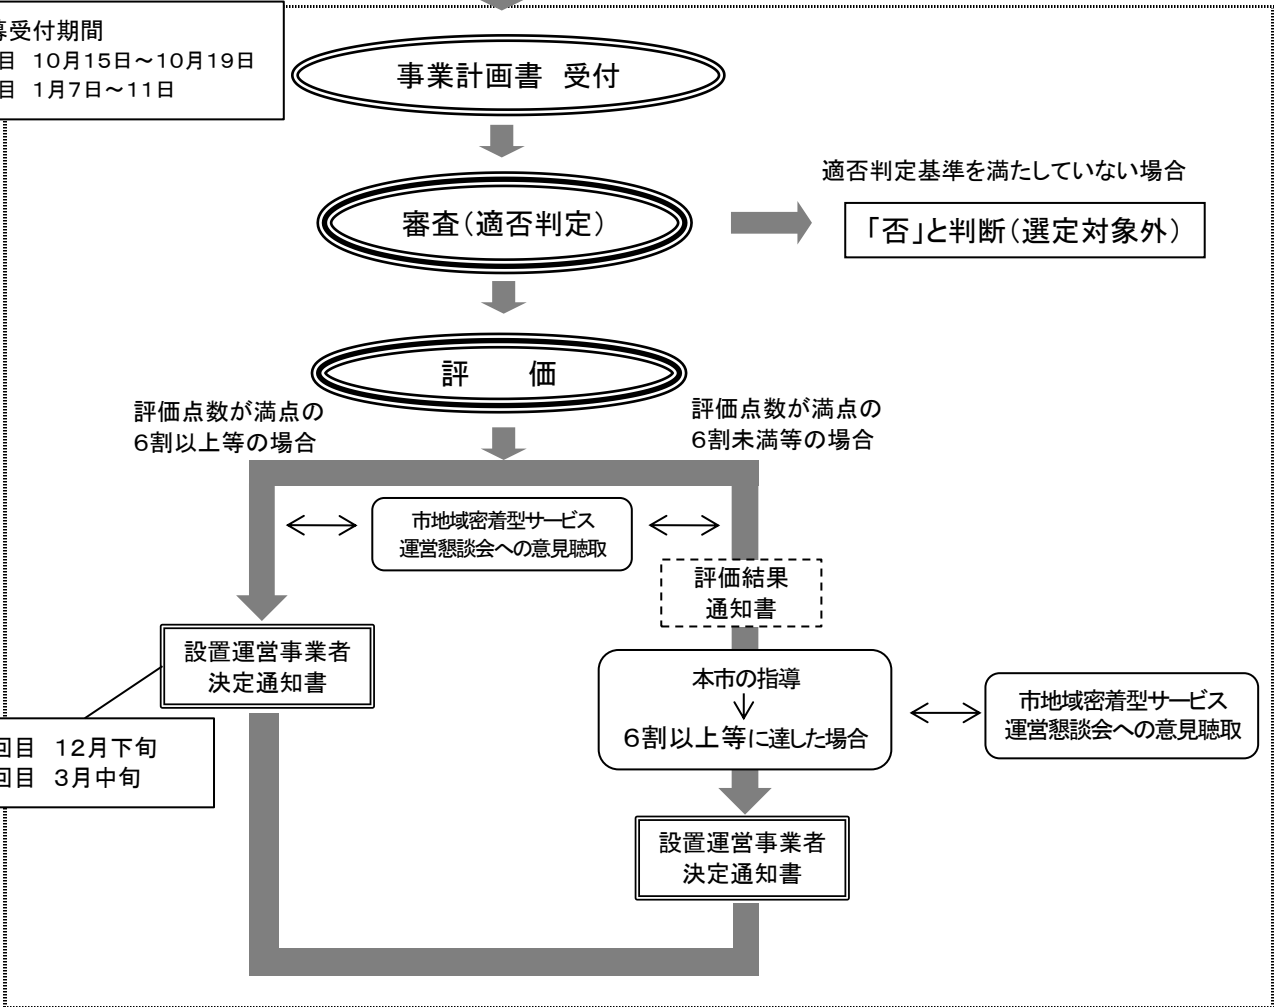 募受付期間
目 10月15日～10月19日
目 1月7日～11日
事業計画書 受付
審査（適否判定）
適否判定基準を満たしていない場合
「否」と判断（選定対象外）
評　価
評価点数が満点の
6割以上等の場合
評価点数が満点の
6割未満等の場合
市地域密着型サービス
運営懇談会への意見聴取
評価結果
通知書
設置運営事業者
決定通知書
本市の指導
6割以上等に達した場合
市地域密着型サービス
運営懇談会への意見聴取
回目 12月下旬
回目 3月中旬
設置運営事業者
決定通知書